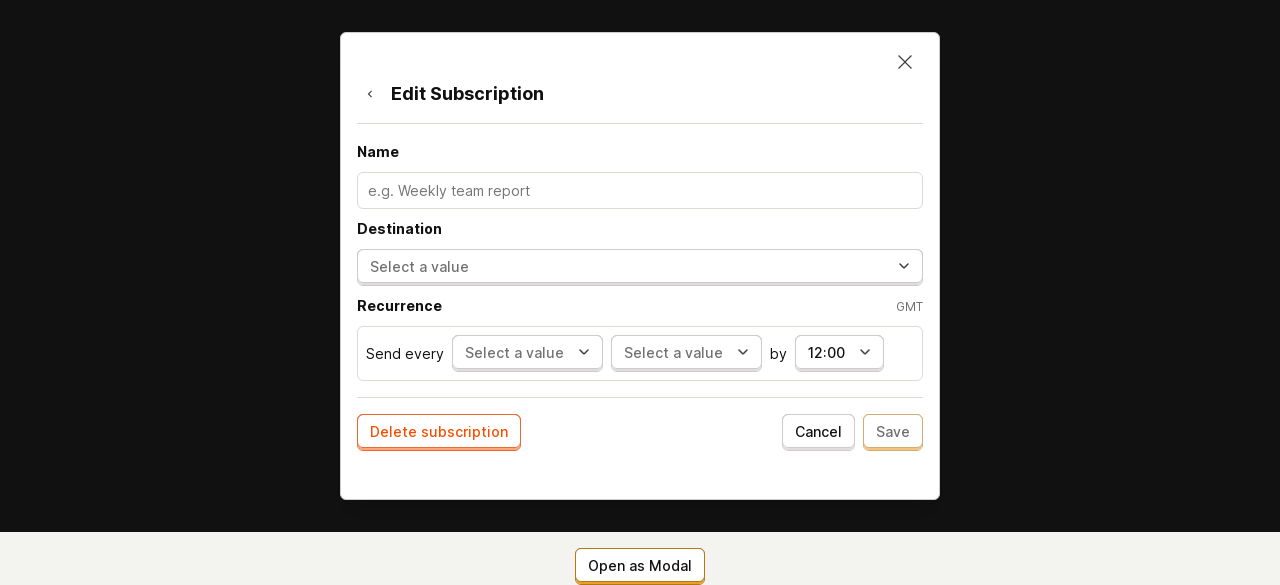 Edit Subscription
Name
e.g. Weekly team report
Destination
Select a value
Recurrence GMT
Send every Select a value Select a value by 12:00
Delete subscription Cancel Save
Open as Modal